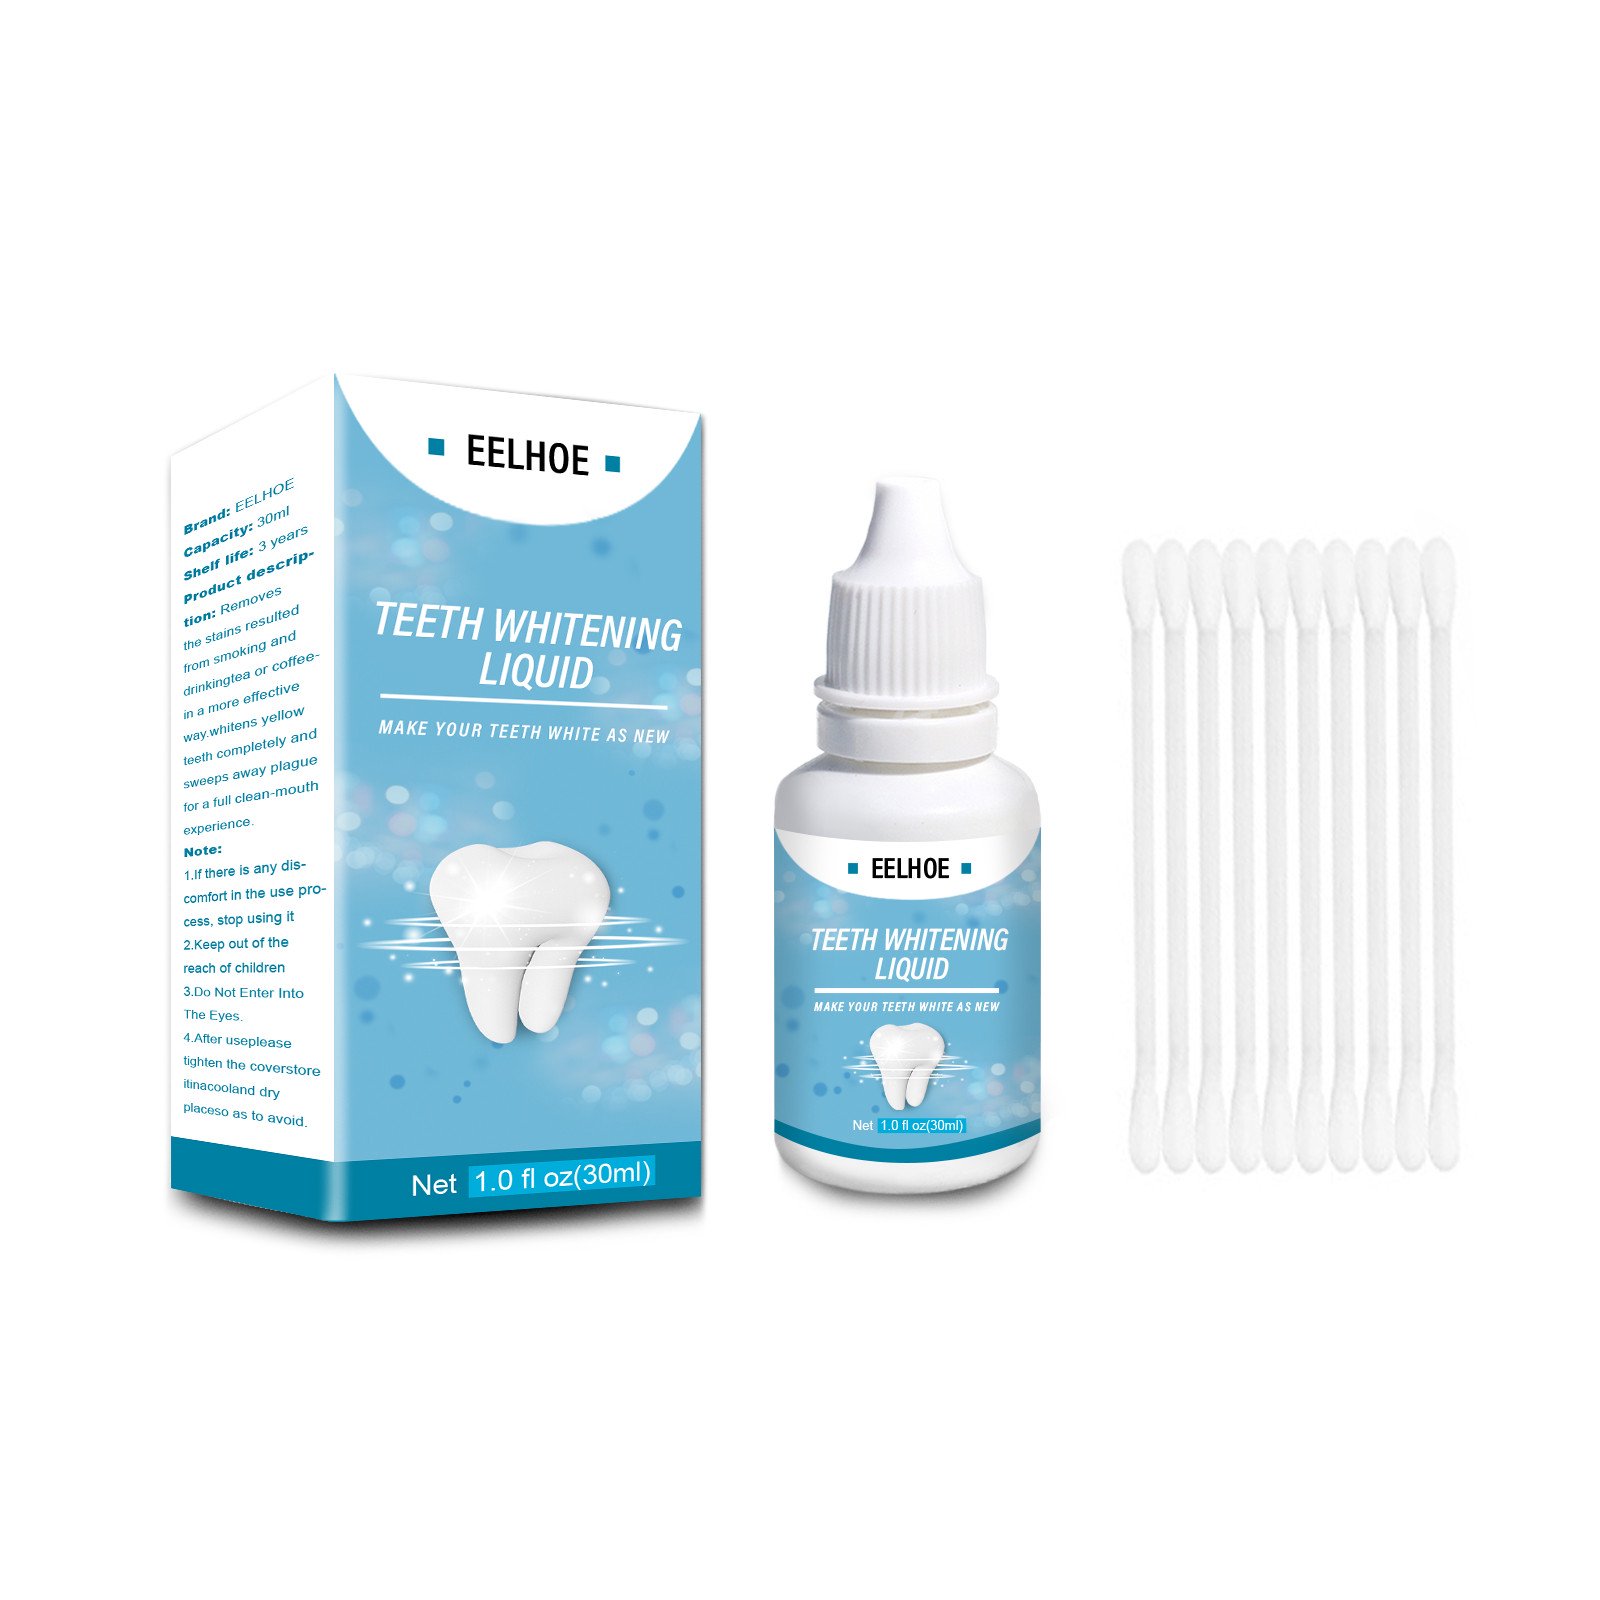 Brand: EELHOE
Capacity: 30ml
Shelf life: 3 years
Product descrip-
tion: Removes
the stains resulted
from smoking and
drinkingtea or coffee-
in a more effective
way.whitens yellow
teeth completely and
sweeps away plague
for a full clean-mouth
experience.
Note:
1.If there is any dis-
comfort in the use pro-
cess, stop using it
2.Keep out of the
reach of children
3.Do Not Enter Into
The Eyes.
4.After useplease
tighten the coverstore
itinacooland dry
placeso as to avoid.
EELHOE
TEETH WHITENING
LIQUID
MAKE YOUR TEETH WHITE AS NEW
Net 1.0 fl oz(30ml)
EELHOE
TEETH WHITENING
LIQUID
MAKE YOUR TEETH WHITE AS NEW
Net 1.0 fl oz(30ml)